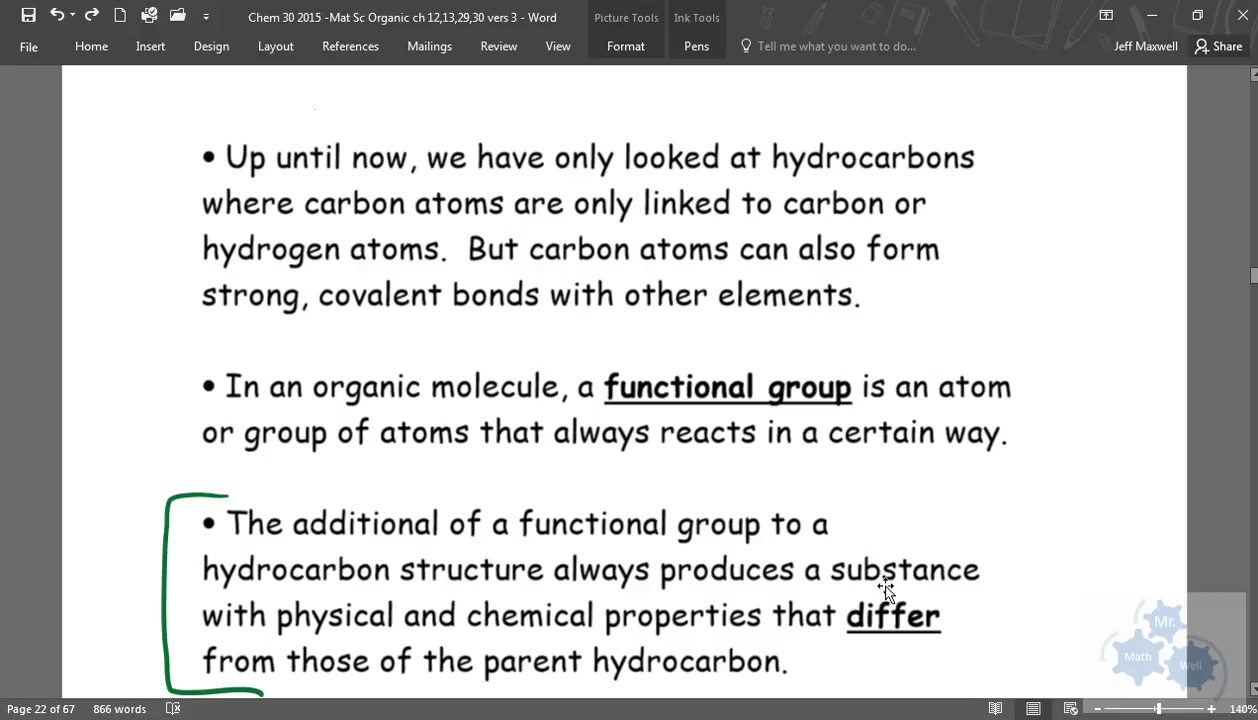 Chem 30 2015 -Mat Sc Organic ch 12,13,29,30 vers 3 - Word
Picture Tools
Ink Tools
File
Home
Insert
Design
Layout
References
Mailings
Review
View
Format
Pens
Tell me what you want to do...
Jeff Maxwell
Share
• Up until now, we have only looked at hydrocarbons
where carbon atoms are only linked to carbon or
hydrogen atoms. But carbon atoms can also form
strong, covalent bonds with other elements.
• In an organic molecule, a functional group is an atom
or group of atoms that always reacts in a certain way.
• The additional of a functional group to a
hydrocarbon structure always produces a substance
with physical and chemical properties that differ
from those of the parent hydrocarbon.
Mr.
Math
Well
Page 22 of 67
866 words
140%